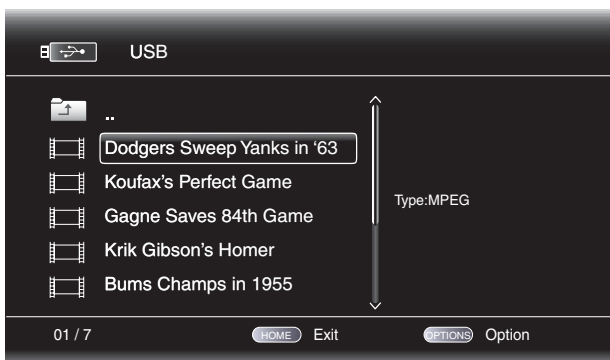 USB
..
Dodgers Sweep Yanks in ‘63
Koufax's Perfect Game
Type:MPEG
Gagne Saves 84th Game
Krik Gibson's Homer
Bums Champs in 1955
01 / 7 HOME Exit OPTIONS Option